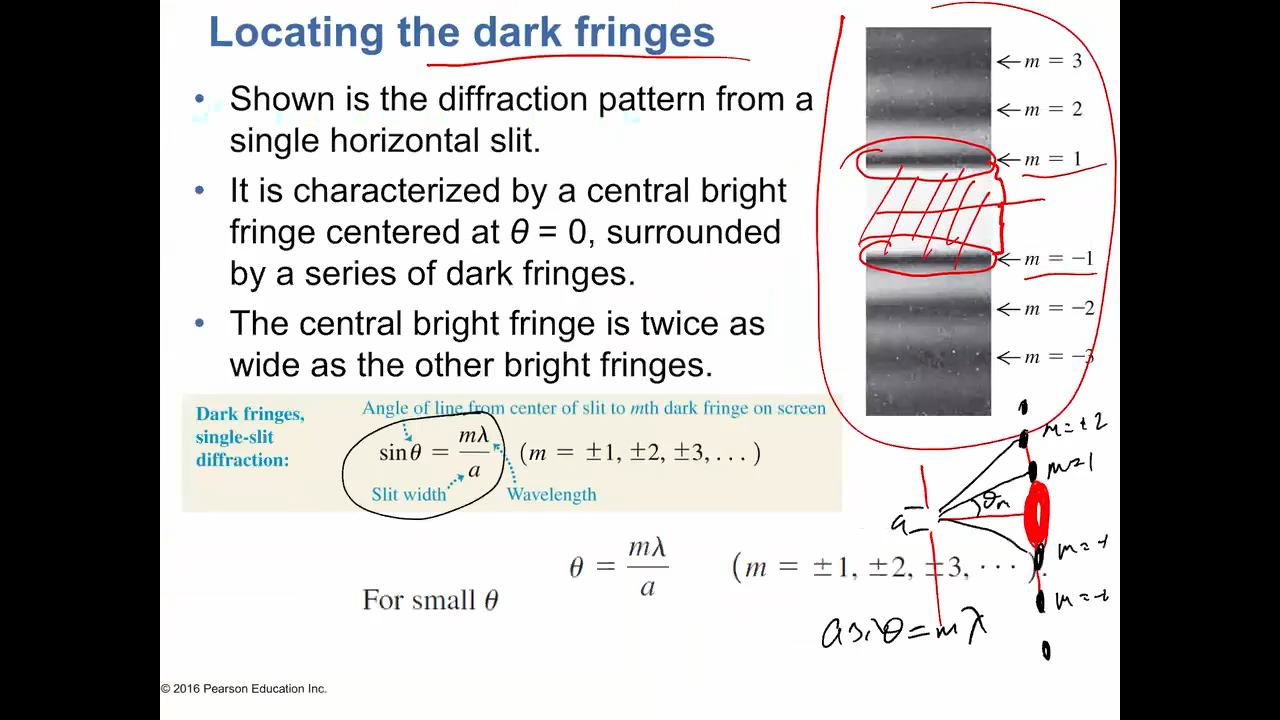 Locating the dark fringes
• Shown is the diffraction pattern from a
single horizontal slit.
• It is characterized by a central bright
fringe centered at θ = 0, surrounded
by a series of dark fringes.
• The central bright fringe is twice as
wide as the other bright fringes.
←m = 3
←m = 2
←m = 1
←m = −1
←m = −2
←m = −3
Dark fringes,
single-slit
diffraction:
Angle of line from center of slit to mth dark fringe on screen
sinθ = mλ/a (m = ±1, ±2, ±3, . . . )
Slit width
Wavelength
θ = mλ/a (m = ±1, ±2, ±3, · · · ).
For small θ
m=±2
m=1
θm
a
m=-1
a sinθ=mλ
© 2016 Pearson Education Inc.